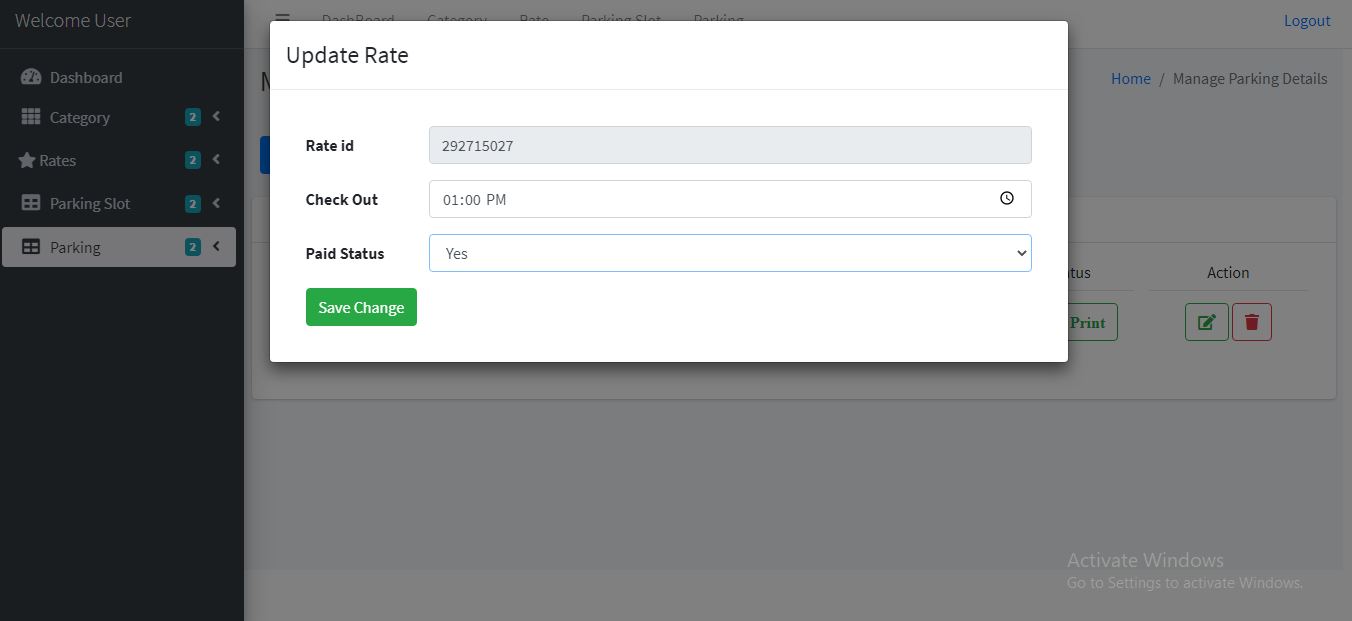 Welcome User
DashBoard Category Rate Parking Slot Parking
Logout
Dashboard
Category 2
Rates 2
Parking Slot 2
Parking 2
Home / Manage Parking Details
Update Rate
Rate id 292715027
Check Out 01:00 PM
Paid Status Yes
Save Change
Action
Print
Activate Windows
Go to Settings to activate Windows.